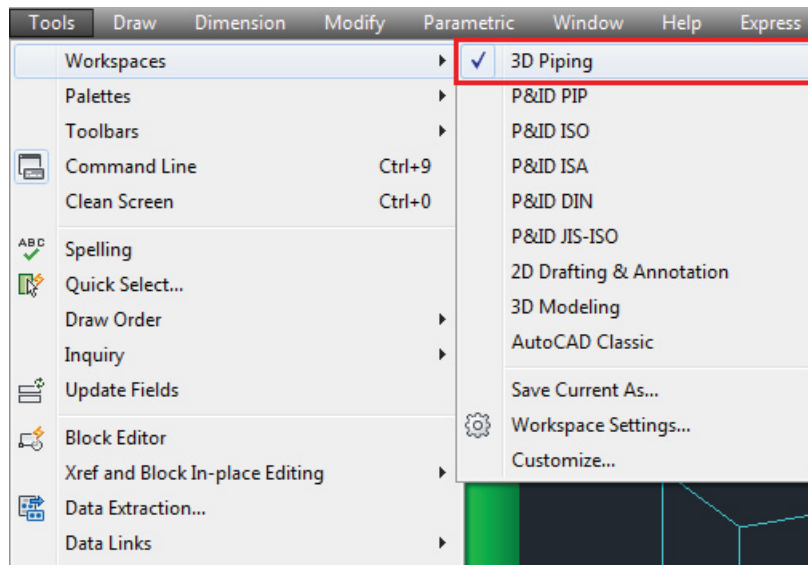 Tools Draw Dimension Modify Parametric Window Help Express
Workspaces
Palettes
Toolbars
Command Line Ctrl+9
Clean Screen Ctrl+0
ABC Spelling
Quick Select...
Draw Order
Inquiry
Update Fields
Block Editor
Xref and Block In-place Editing
Data Extraction...
Data Links
3D Piping
P&ID PIP
P&ID ISO
P&ID ISA
P&ID DIN
P&ID JIS-ISO
2D Drafting & Annotation
3D Modeling
AutoCAD Classic
Save Current As...
Workspace Settings...
Customize...